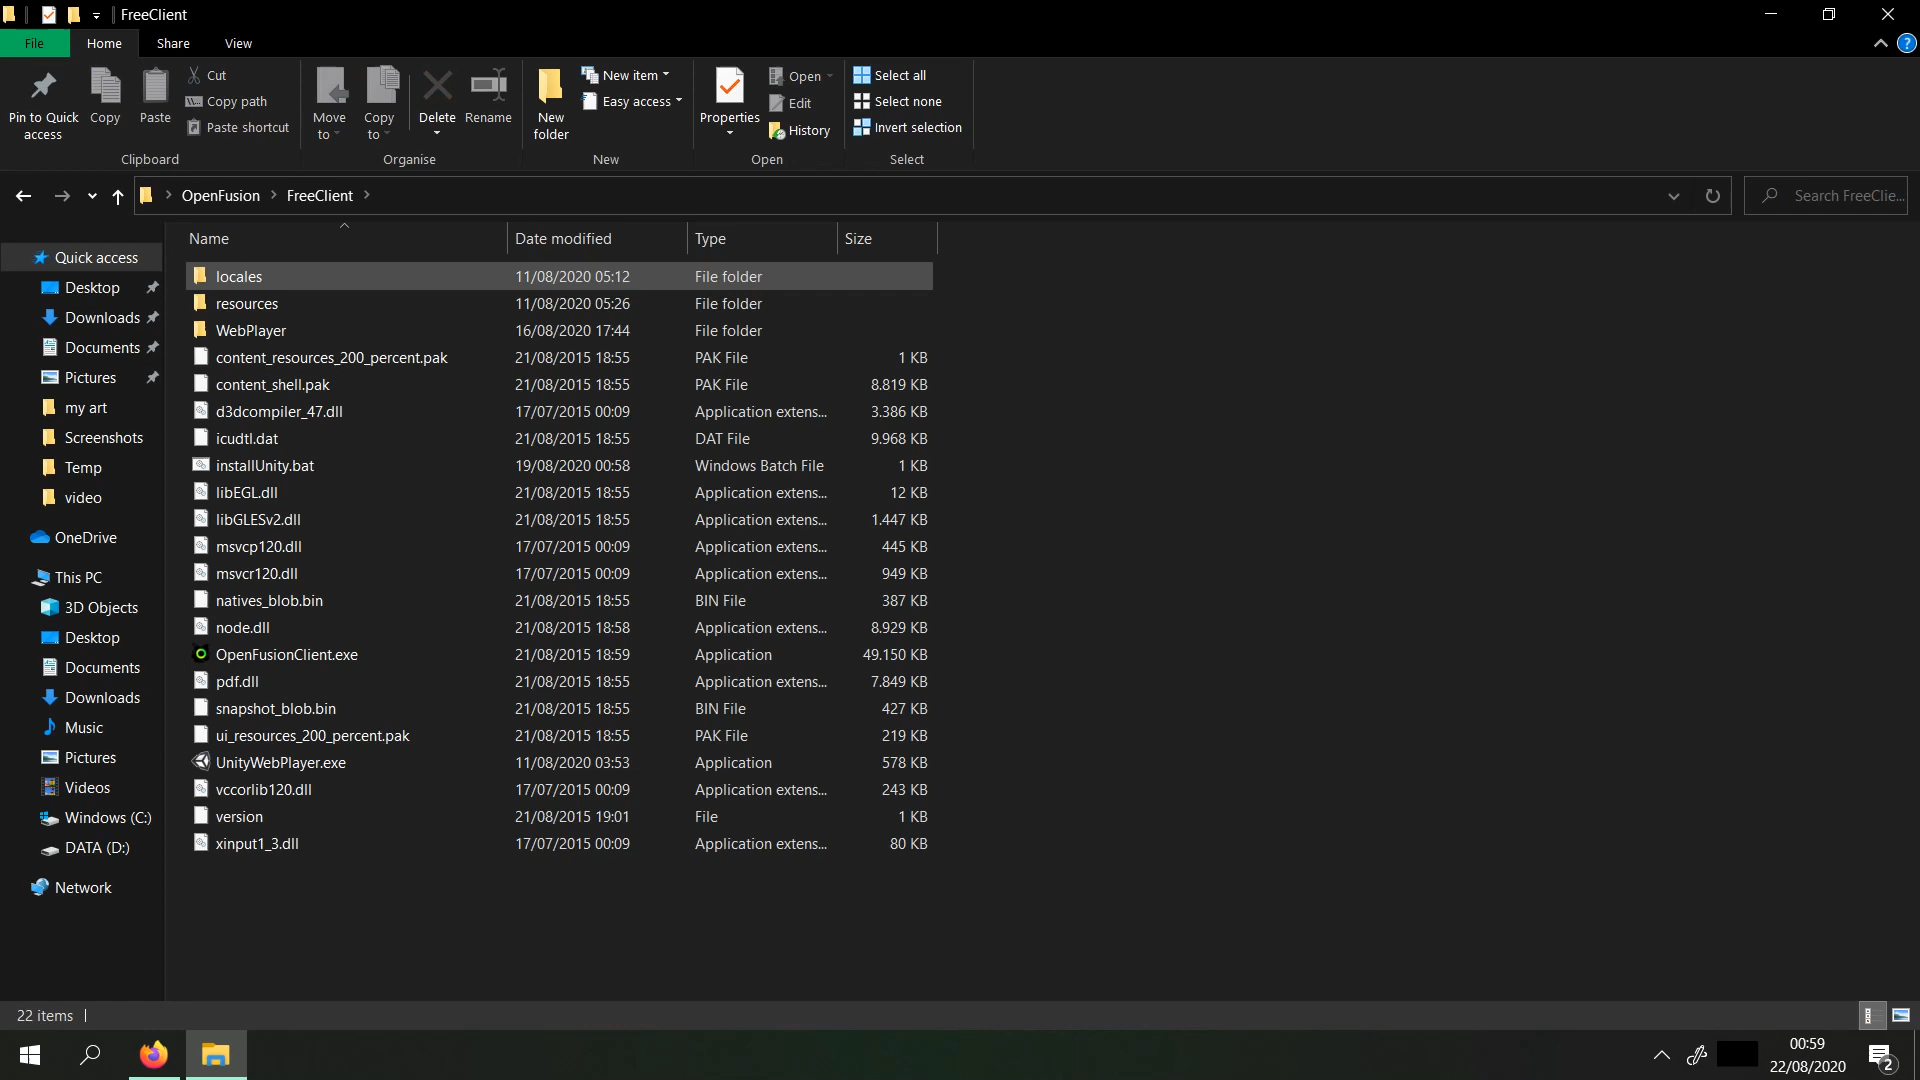 FreeClient
File Home Share View
Pin to Quick access
Copy
Paste
Cut
Copy path
Paste shortcut
Clipboard
Move to
Copy to
Delete
Rename
Organise
New folder
New item
Easy access
New
Properties
Open
Edit
History
Open
Select all
Select none
Invert selection
Select
OpenFusion FreeClient
Search FreeClie...
Name Date modified Type Size
Quick access
Desktop
Downloads
Documents
Pictures
my art
Screenshots
Temp
video
OneDrive
This PC
3D Objects
Desktop
Documents
Downloads
Music
Pictures
Videos
Windows (C:)
DATA (D:)
Network
locales 11/08/2020 05:12 File folder
resources 11/08/2020 05:26 File folder
WebPlayer 16/08/2020 17:44 File folder
content_resources_200_percent.pak 21/08/2015 18:55 PAK File 1 KB
content_shell.pak 21/08/2015 18:55 PAK File 8.819 KB
d3dcompiler_47.dll 17/07/2015 00:09 Application extens... 3.386 KB
icudtl.dat 21/08/2015 18:55 DAT File 9.968 KB
installUnity.bat 19/08/2020 00:58 Windows Batch File 1 KB
libEGL.dll 21/08/2015 18:55 Application extens... 12 KB
libGLESv2.dll 21/08/2015 18:55 Application extens... 1.447 KB
msvcp120.dll 17/07/2015 00:09 Application extens... 445 KB
msvcr120.dll 17/07/2015 00:09 Application extens... 949 KB
natives_blob.bin 21/08/2015 18:55 BIN File 387 KB
node.dll 21/08/2015 18:58 Application extens... 8.929 KB
OpenFusionClient.exe 21/08/2015 18:59 Application 49.150 KB
pdf.dll 21/08/2015 18:55 Application extens... 7.849 KB
snapshot_blob.bin 21/08/2015 18:55 BIN File 427 KB
ui_resources_200_percent.pak 21/08/2015 18:55 PAK File 219 KB
UnityWebPlayer.exe 11/08/2020 03:53 Application 578 KB
vccorlib120.dll 17/07/2015 00:09 Application extens... 243 KB
version 21/08/2015 19:01 File 1 KB
xinput1_3.dll 17/07/2015 00:09 Application extens... 80 KB
22 items
00:59
22/08/2020
2